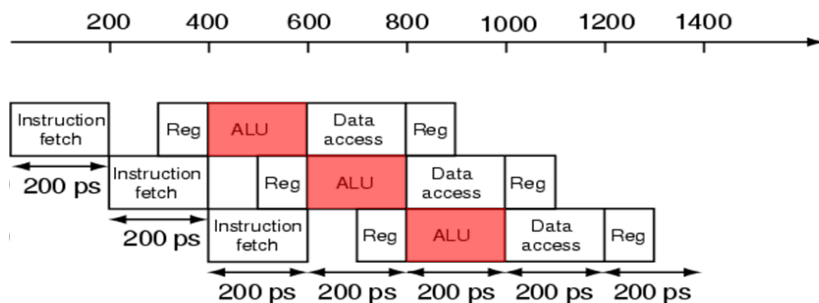 200 400 600 800 1000 1200 1400
Instruction
fetch
Reg
ALU
Data
access
Reg
200 ps
Instruction
fetch
Reg
ALU
Data
access
Reg
200 ps
Instruction
fetch
Reg
ALU
Data
access
Reg
200 ps 200 ps 200 ps 200 ps 200 ps